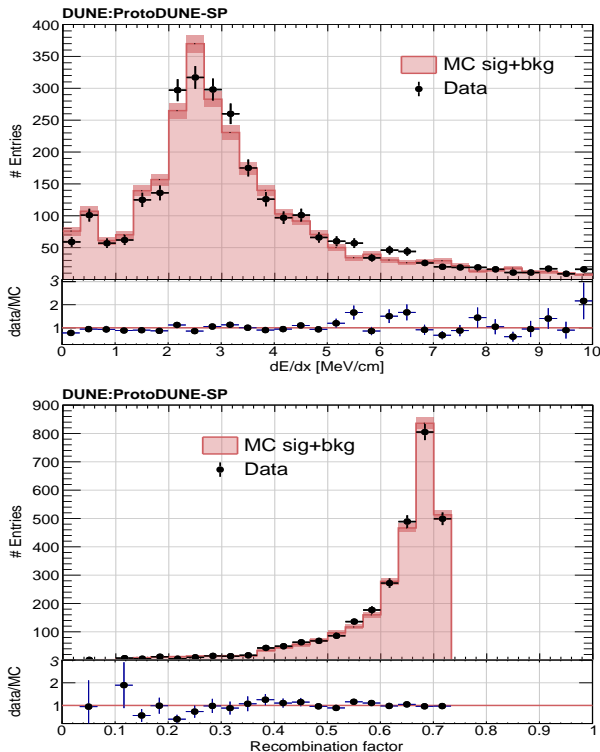 DUNE:ProtoDUNE-SP
400
350
300
250
200
150
100
50
# Entries
MC sig+bkg
Data
3
2
1
data/MC
0 1 2 3 4 5 6 7 8 9 10
dE/dx [MeV/cm]
DUNE:ProtoDUNE-SP
900
800
700
600
500
400
300
200
100
# Entries
MC sig+bkg
Data
3
2
1
data/MC
0 0.1 0.2 0.3 0.4 0.5 0.6 0.7 0.8 0.9 1
Recombination factor